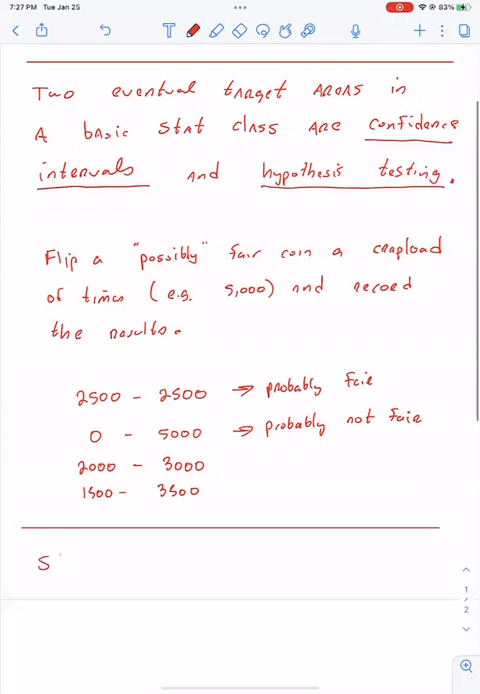 7:27 PM Tue Jan 25
83%
Two eventual target areas in
a basic stat class are confidence
intervals and hypothesis testing.
Flip a "possibly" fair coin a crapload
of times (e.g. 5,000) and record
the results.
2500 - 2500 → probably fair
0 - 5000 → probably not fair
2000 - 3000
1500 - 3500
S
1
2